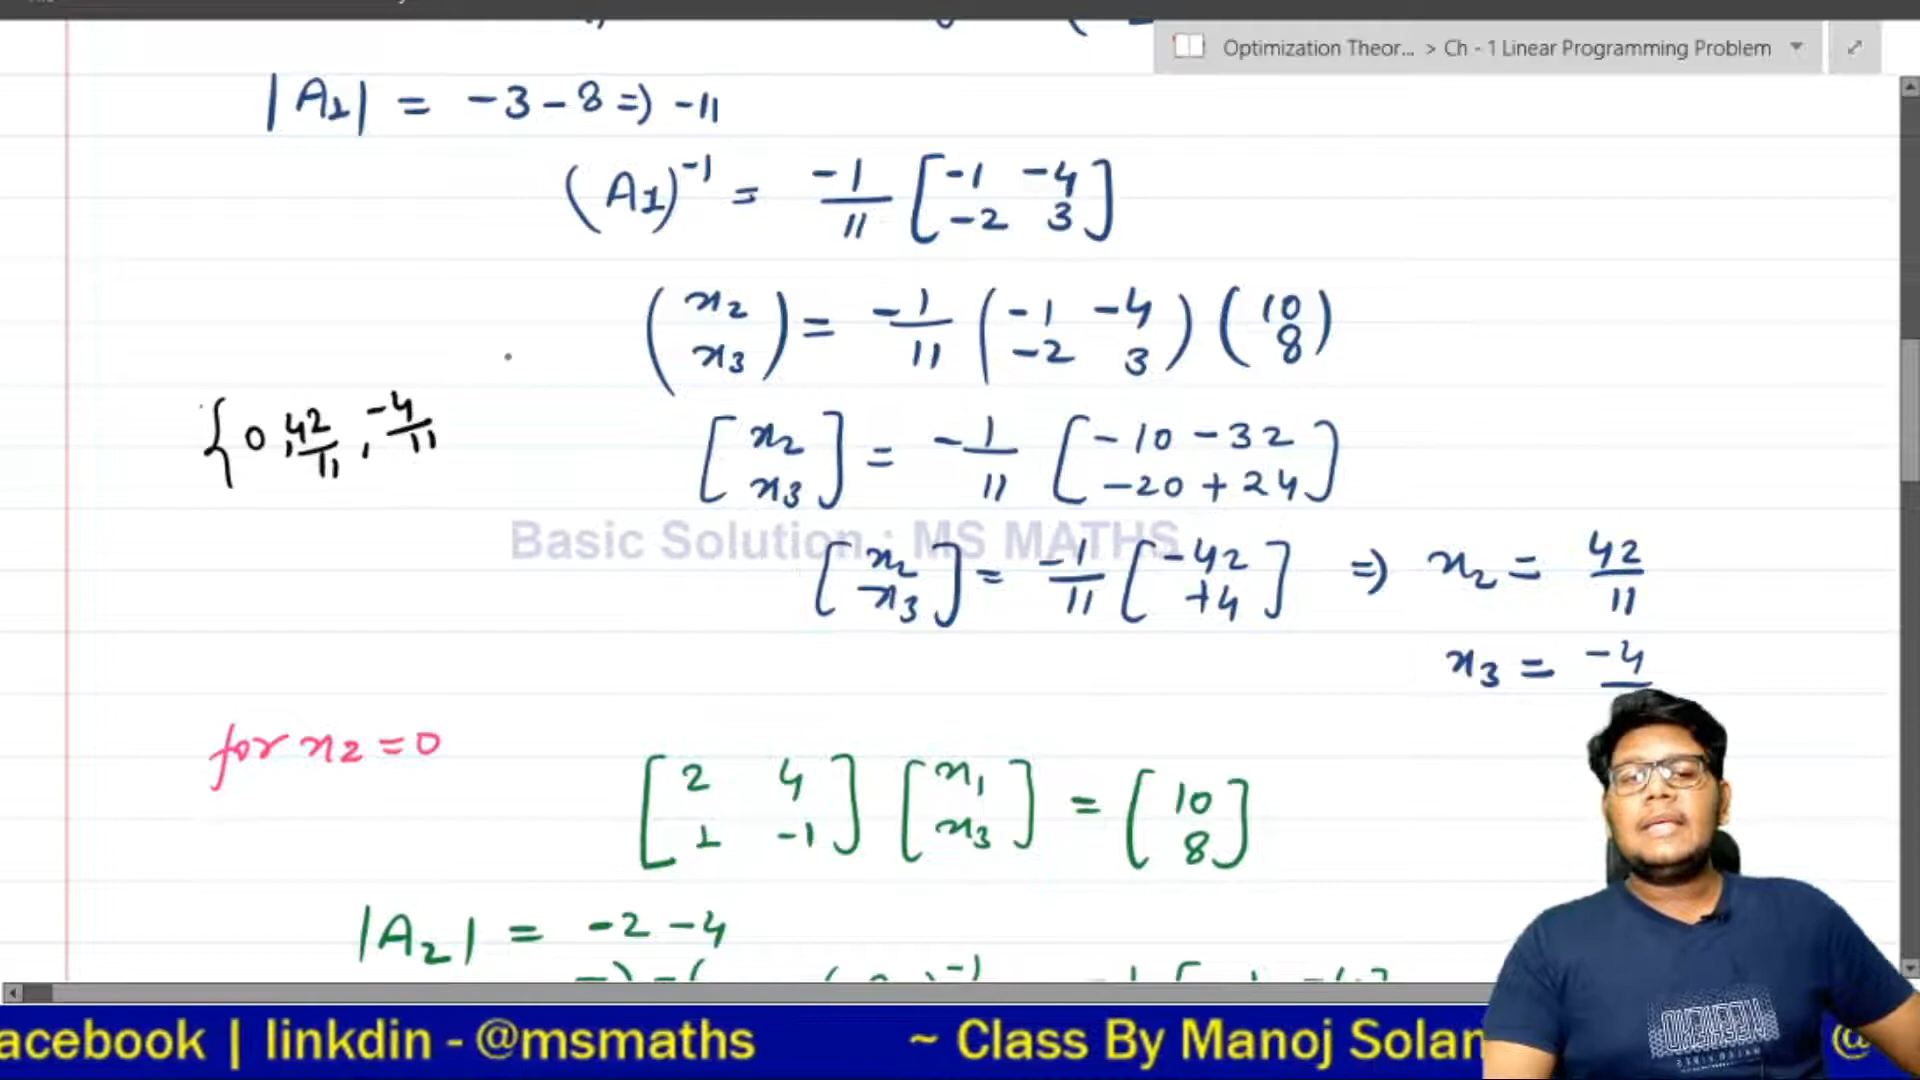 Optimization Theor... > Ch - 1 Linear Programming Problem
|A1| = -3 - 8 => -11
(A1)^-1 = -1/11 [-1 -4
-2 3]
(x2
x3) = -1/11 (-1 -4
-2 3) (10
8)
{0, 42/11, -4/11
[x2
x3] = -1/11 [-10 -32
-20 + 24]
Basic Solution : MS MATHS
[x2
x3] = -1/11 [-42
+4] => x2 = 42/11
x3 = -4
for x2 = 0
[2 4
1 -1] [x1
x3] = [10
8]
|A2| = -2 -4
acebook | linkdin - @msmaths ~ Class By Manoj Solan @